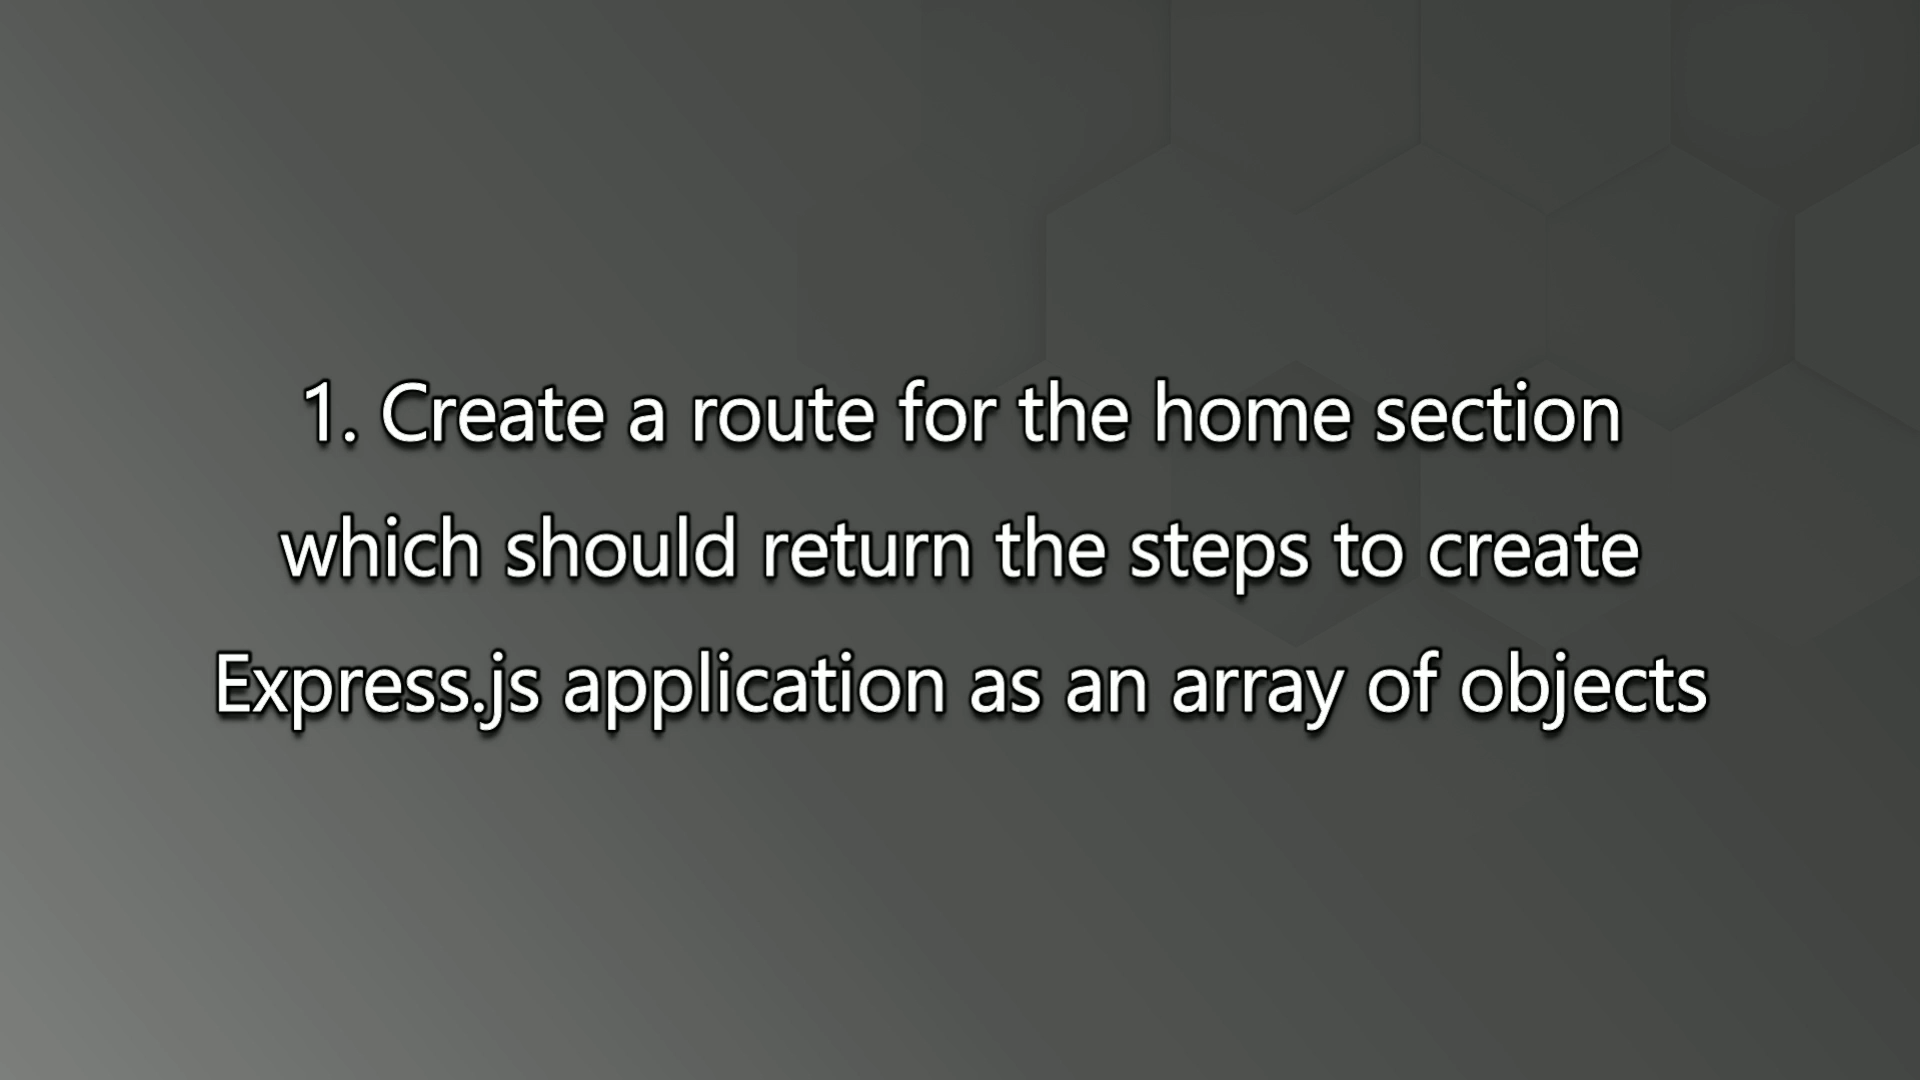 1. Create a route for the home section
which should return the steps to create
Express.js application as an array of objects